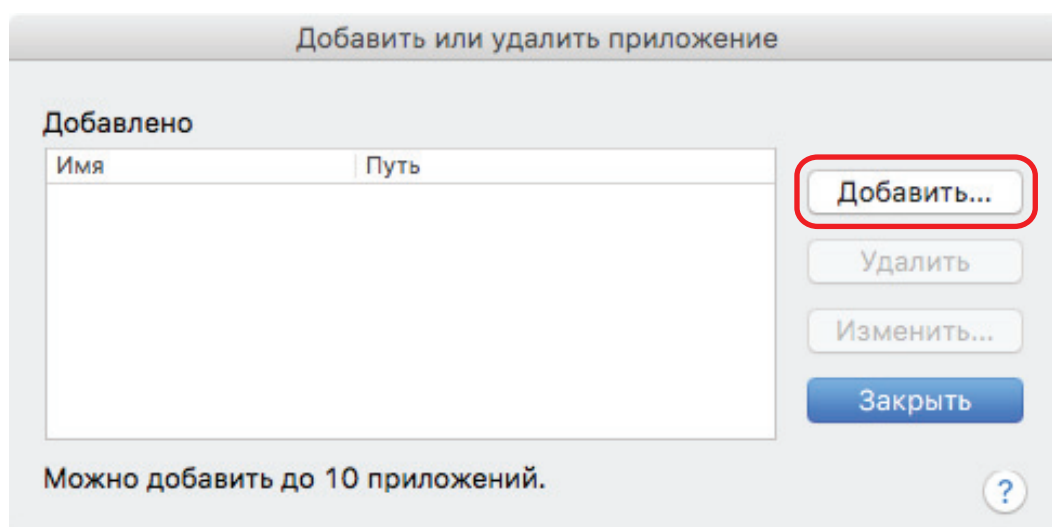 Добавить или удалить приложение
Добавлено
Имя Путь
Добавить...
Удалить
Изменить...
Закрыть
Можно добавить до 10 приложений.
?